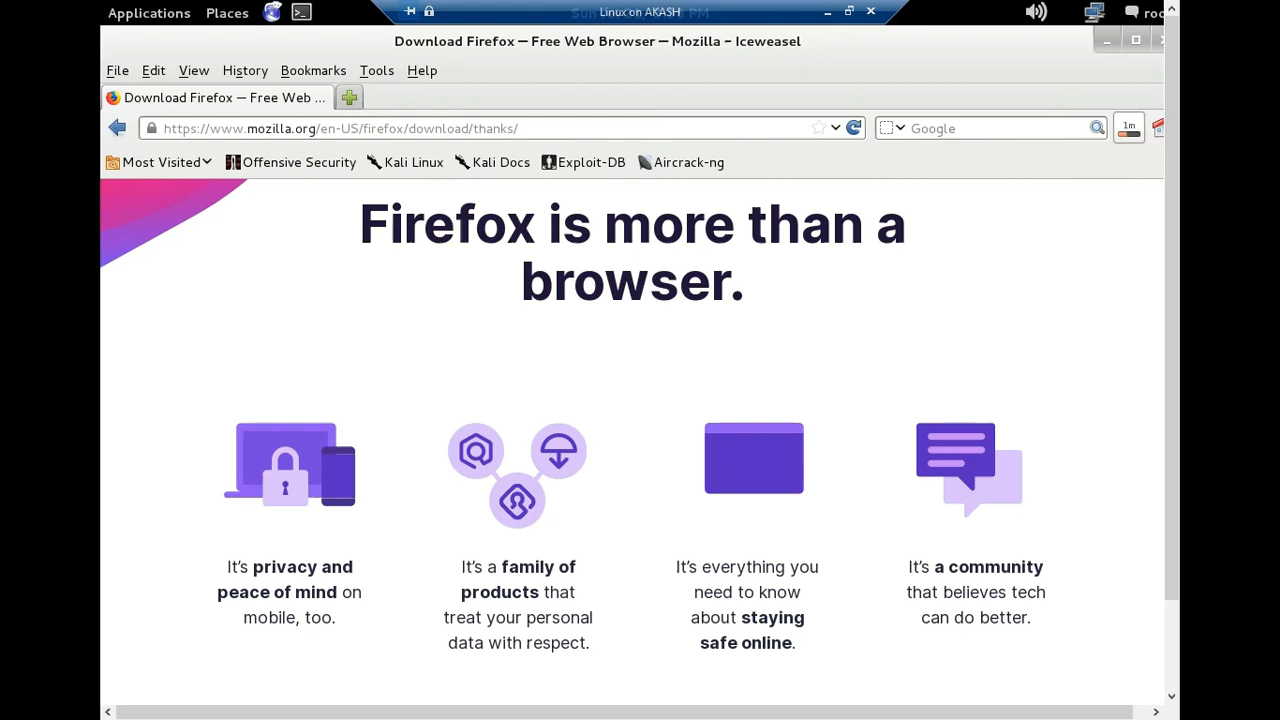 Applications Places Linux on AKASH roo
Download Firefox — Free Web Browser — Mozilla - Iceweasel
File Edit View History Bookmarks Tools Help
Download Firefox — Free Web ...
https://www.mozilla.org/en-US/firefox/download/thanks/ Google 1m
Most Visited Offensive Security Kali Linux Kali Docs Exploit-DB Aircrack-ng
Firefox is more than a
browser.
It's privacy and
peace of mind on
mobile, too.
It's a family of
products that
treat your personal
data with respect.
It's everything you
need to know
about staying
safe online.
It's a community
that believes tech
can do better.